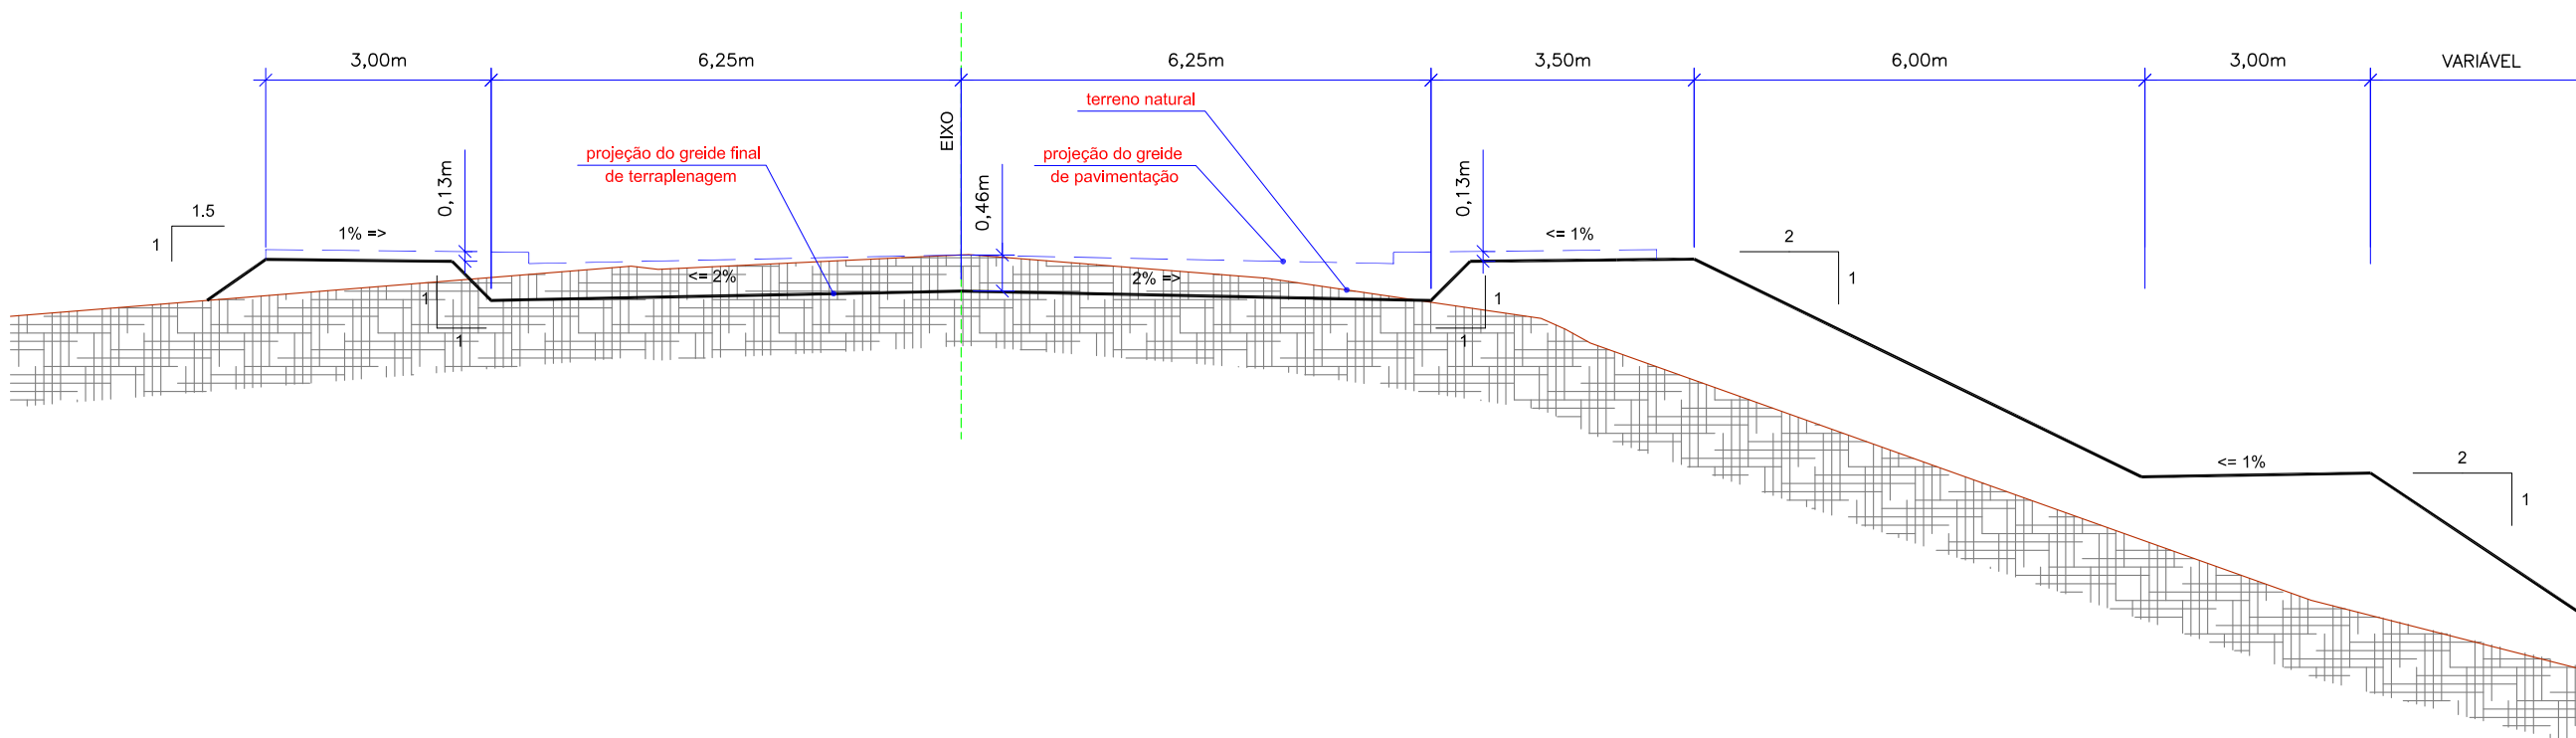 3,00m
6,25m
6,25m
3,50m
6,00m
3,00m
VARIÁVEL
terreno natural
EIXO
projeção do greide final
de terraplenagem
projeção do greide
de pavimentação
0,13m
0,46m
0,13m
1.5
1
1% =>
<= 1%
2
1
<= 2%
2% =>
1
1
1
1
<= 1%
2
1